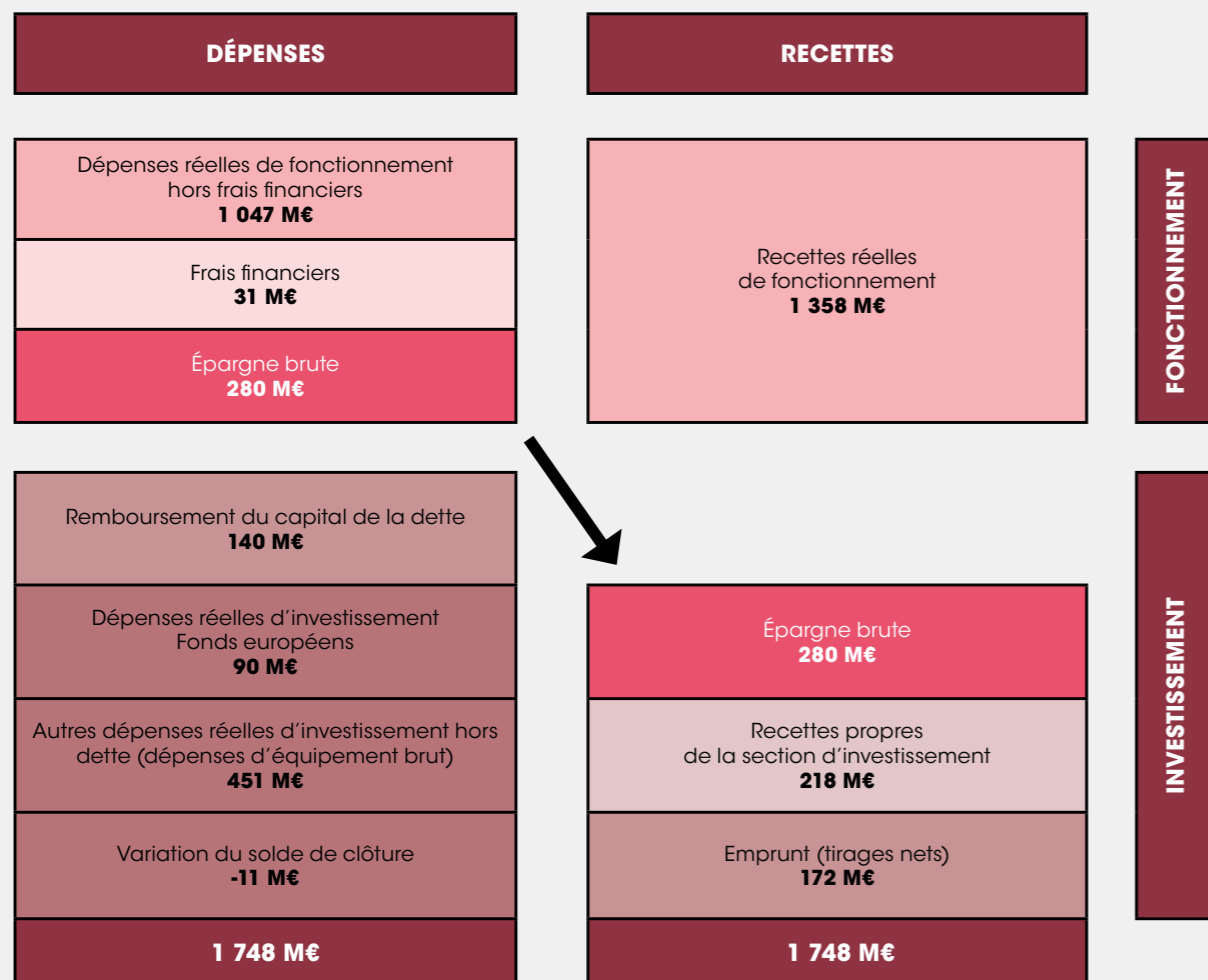 DÉPENSES
RECETTES
Dépenses réelles de fonctionnement
hors frais financiers
1 047 M€
Frais financiers
31 M€
Épargne brute
280 M€
Recettes réelles
de fonctionnement
1 358 M€
FONCTIONNEMENT
Remboursement du capital de la dette
140 M€
Dépenses réelles d’investissement
Fonds européens
90 M€
Autres dépenses réelles d’investissement hors
dette (dépenses d’équipement brut)
451 M€
Variation du solde de clôture
-11 M€
1 748 M€
Épargne brute
280 M€
Recettes propres
de la section d’investissement
218 M€
Emprunt (tirages nets)
172 M€
1 748 M€
INVESTISSEMENT